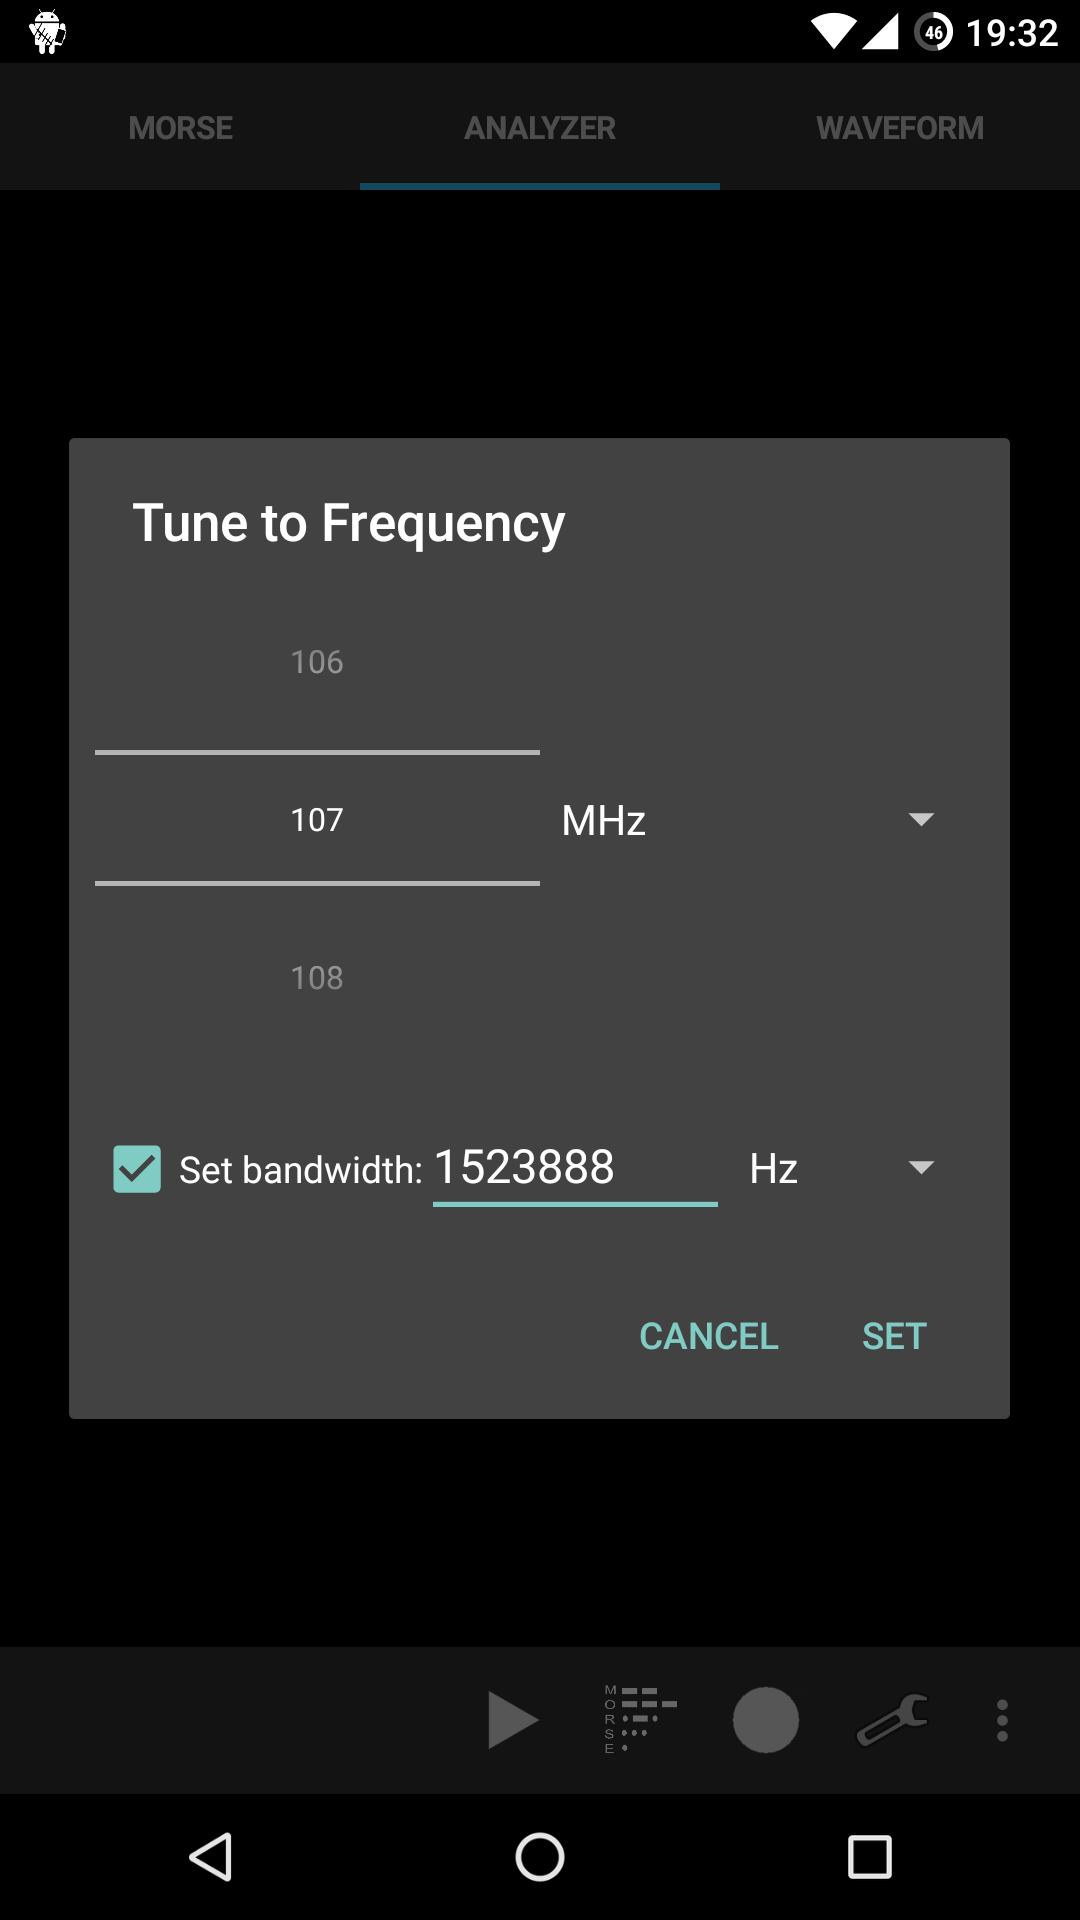 46 19:32
MORSE ANALYZER WAVEFORM
Tune to Frequency
106
107 MHz
108
Set bandwidth: 1523888 Hz
CANCEL SET
M
O
R
S
E